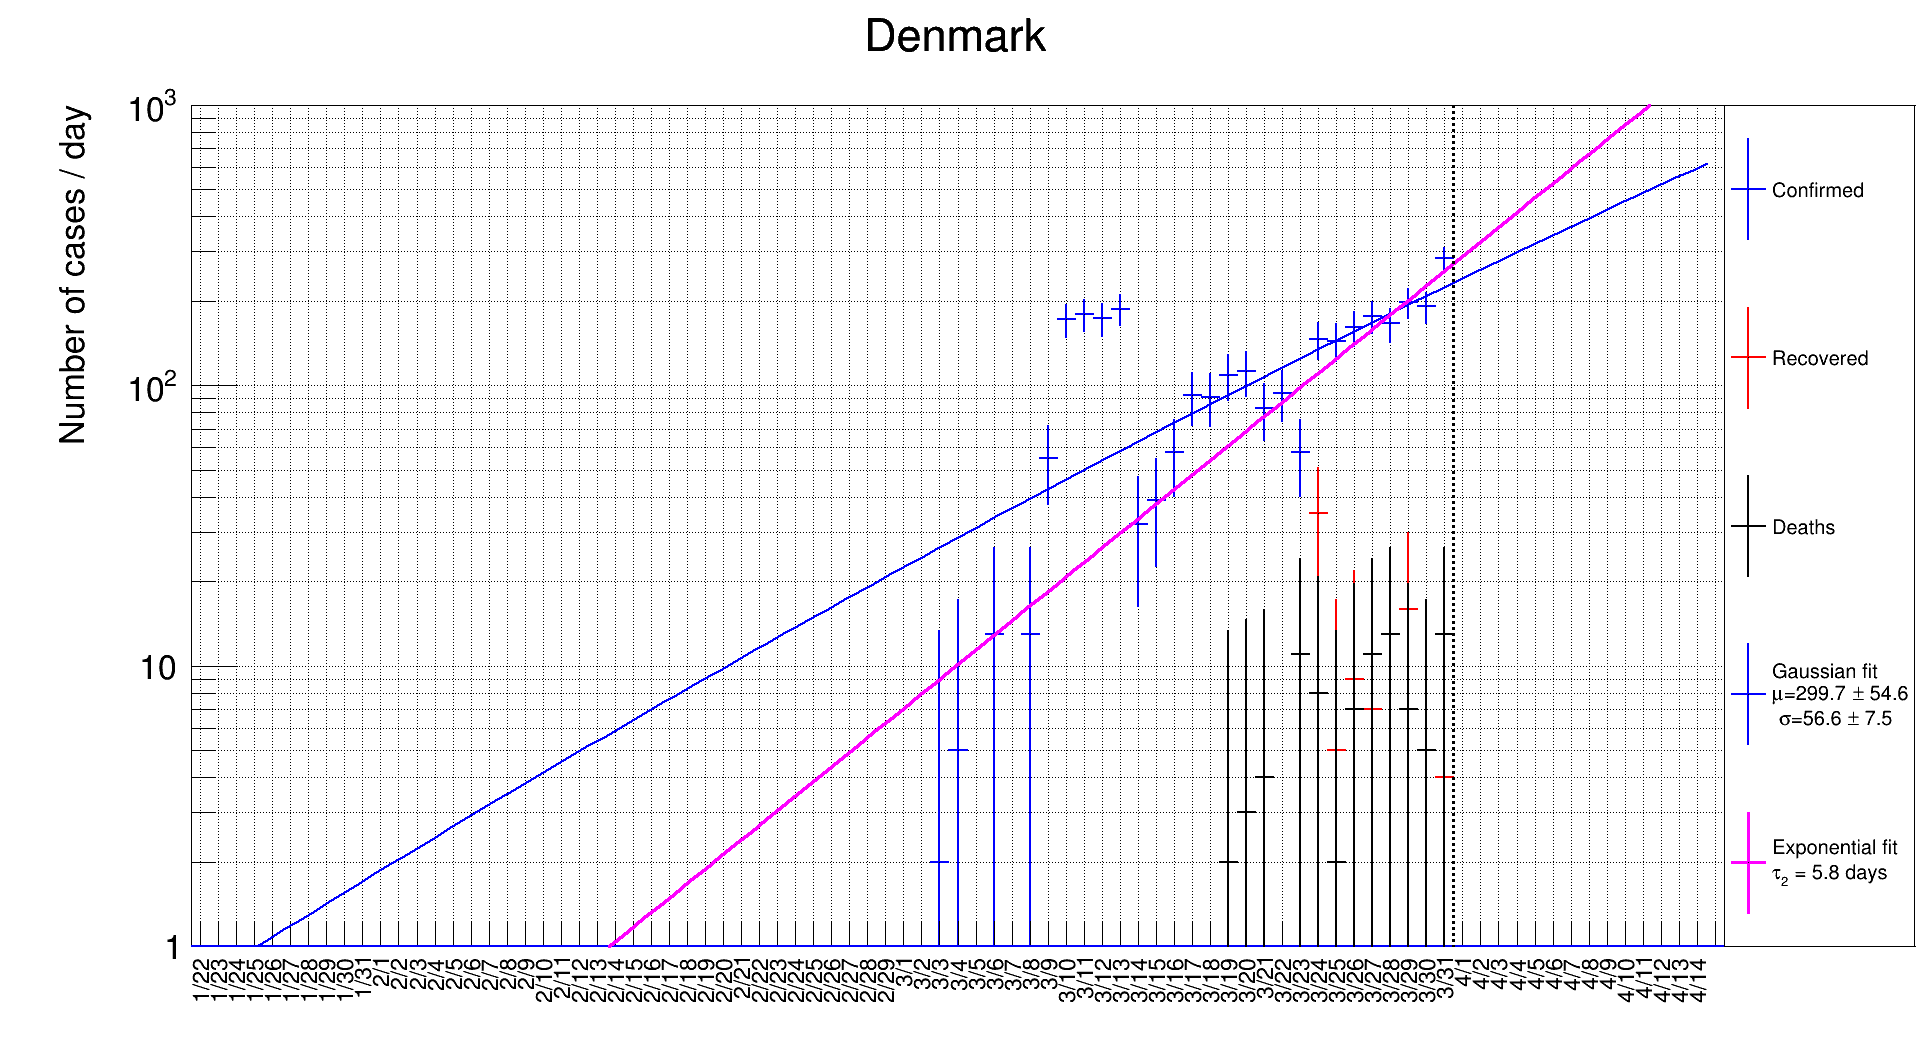 Denmark
Number of cases / day
10³
10²
10
1
1/22 1/23 1/24 1/25 1/26 1/27 1/28 1/29 1/30 1/31 2/1 2/2 2/3 2/4 2/5 2/6 2/7 2/8 2/9 2/10 2/11 2/12 2/13 2/14 2/15 2/16 2/17 2/18 2/19 2/20 2/21 2/22 2/23 2/24 2/25 2/26 2/27 2/28 2/29 3/1 3/2 3/3 3/4 3/5 3/6 3/7 3/8 3/9 3/10 3/11 3/12 3/13 3/14 3/15 3/16 3/17 3/18 3/19 3/20 3/21 3/22 3/23 3/24 3/25 3/26 3/27 3/28 3/29 3/30 3/31 4/1 4/2 4/3 4/4 4/5 4/6 4/7 4/8 4/9 4/10 4/11 4/12 4/13 4/14
Confirmed
Recovered
Deaths
Gaussian fit
μ=299.7 ± 54.6
σ=56.6 ± 7.5
Exponential fit
τ₂ = 5.8 days